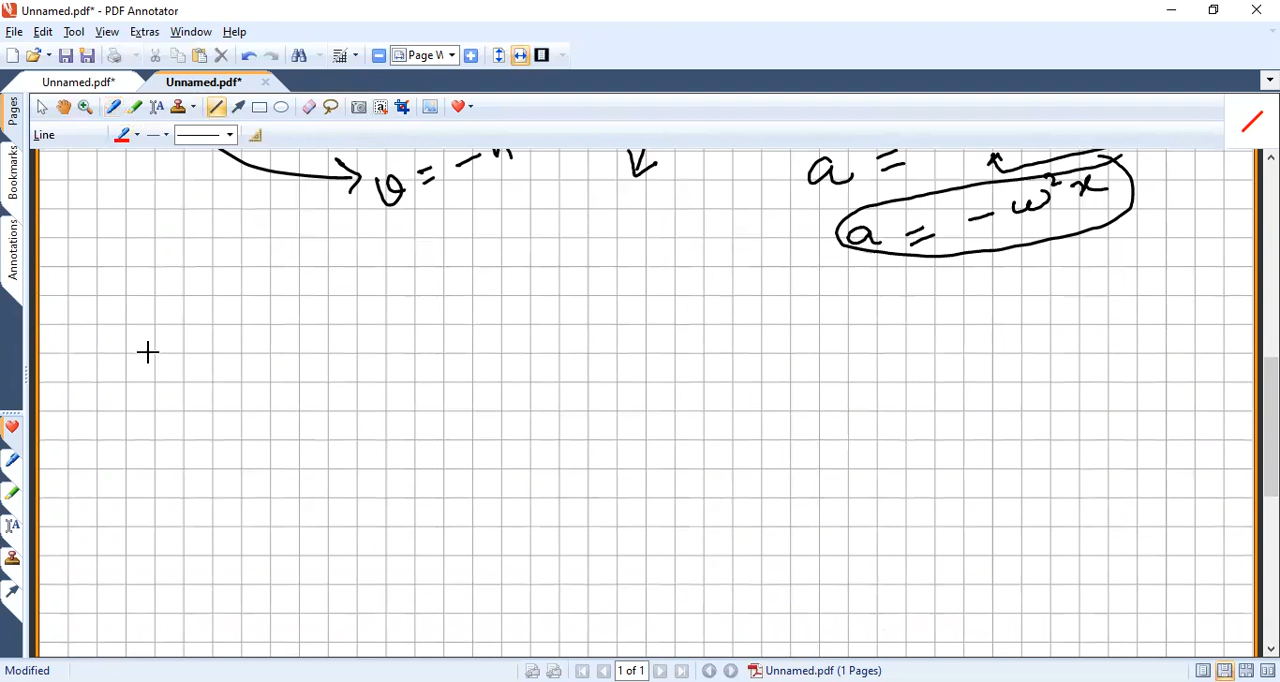 Unnamed.pdf* - PDF Annotator
File Edit Tool View Extras Window Help
Page W
Unnamed.pdf* Unnamed.pdf*
Line
Pages
Bookmarks
Annotations
v = -
a =
a = - ω²x
Modified
1 of 1
Unnamed.pdf (1 Pages)